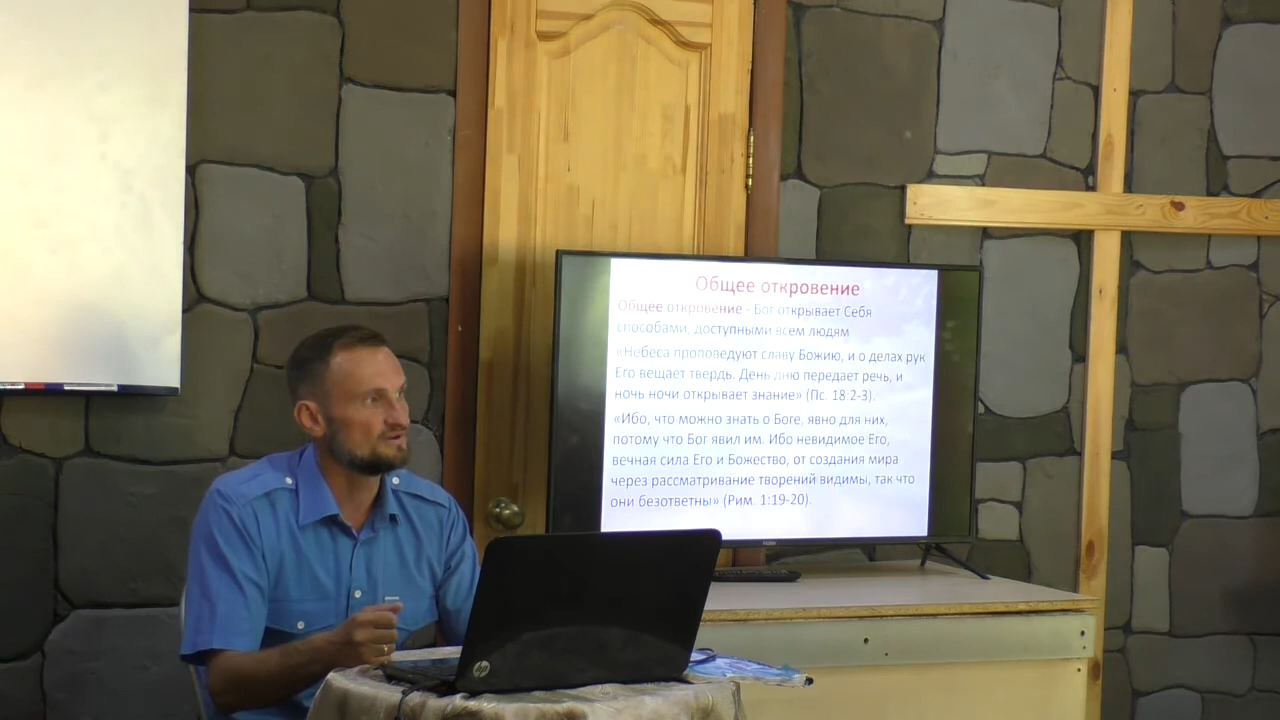 Общее откровение
Общее откровение - Бог открывает Себя
способами, доступными всем людям
«Небеса проповедуют славу Божию, и о делах рук
Его вещает твердь. День дню передает речь, и
ночь ночи открывает знание» (Пс. 18:2-3).
«Ибо, что можно знать о Боге, явно для них,
потому что Бог явил им. Ибо невидимое Его,
вечная сила Его и Божество, от создания мира
через рассматривание творений видимы, так что
они безответны» (Рим. 1:19-20).
Haier
hp